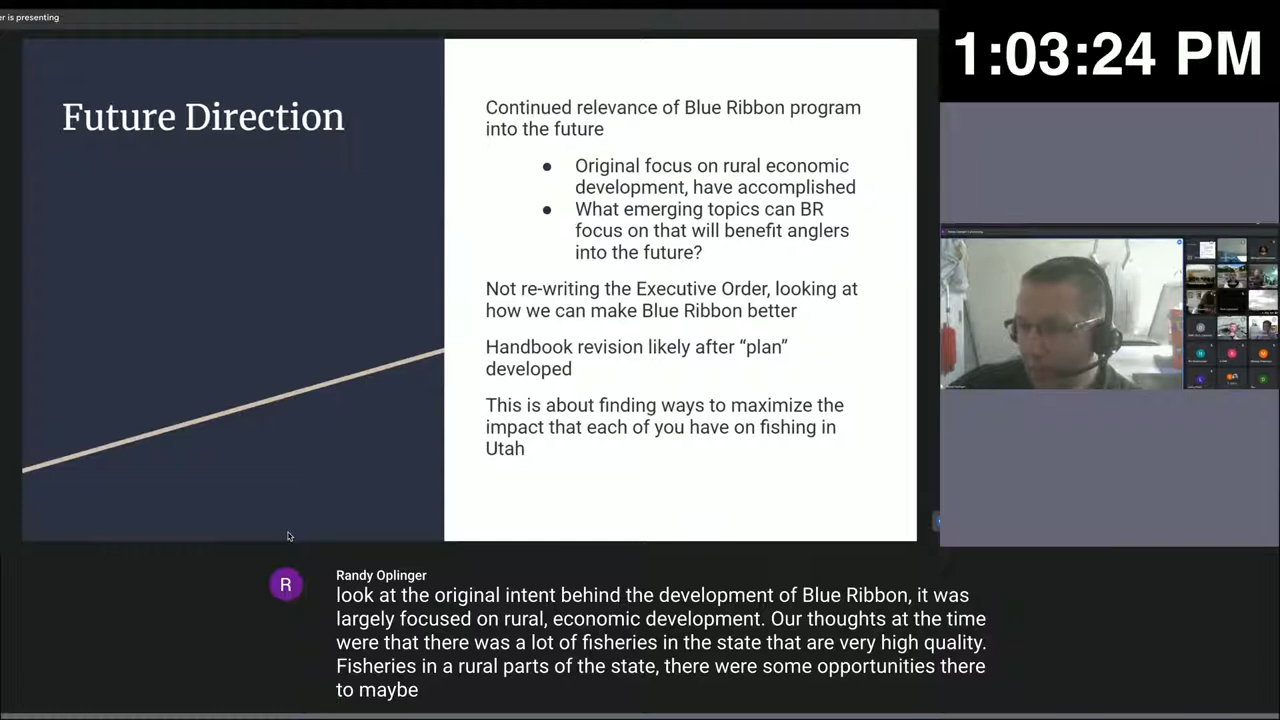 er is presenting
1:03:24 PM
Future Direction
Continued relevance of Blue Ribbon program
into the future
● Original focus on rural economic
development, have accomplished
● What emerging topics can BR
focus on that will benefit anglers
into the future?
Not re-writing the Executive Order, looking at
how we can make Blue Ribbon better
Handbook revision likely after “plan”
developed
This is about finding ways to maximize the
impact that each of you have on fishing in
Utah
R
Randy Oplinger
look at the original intent behind the development of Blue Ribbon, it was
largely focused on rural, economic development. Our thoughts at the time
were that there was a lot of fisheries in the state that are very high quality.
Fisheries in a rural parts of the state, there were some opportunities there
to maybe